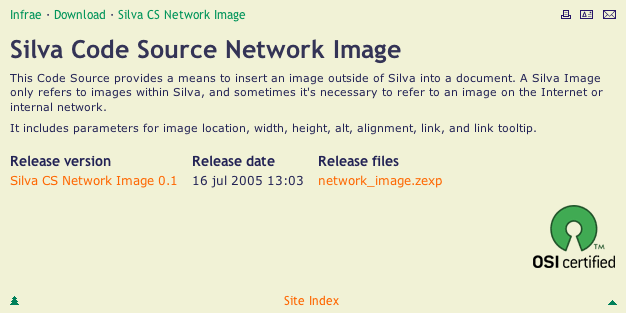 Infrae · Download · Silva CS Network Image
Silva Code Source Network Image
This Code Source provides a means to insert an image outside of Silva into a document. A Silva Image
only refers to images within Silva, and sometimes it's necessary to refer to an image on the Internet or
internal network.
It includes parameters for image location, width, height, alt, alignment, link, and link tooltip.
Release version Release date Release files
Silva CS Network Image 0.1 16 jul 2005 13:03 network_image.zexp
TM
OSI certified
Site Index